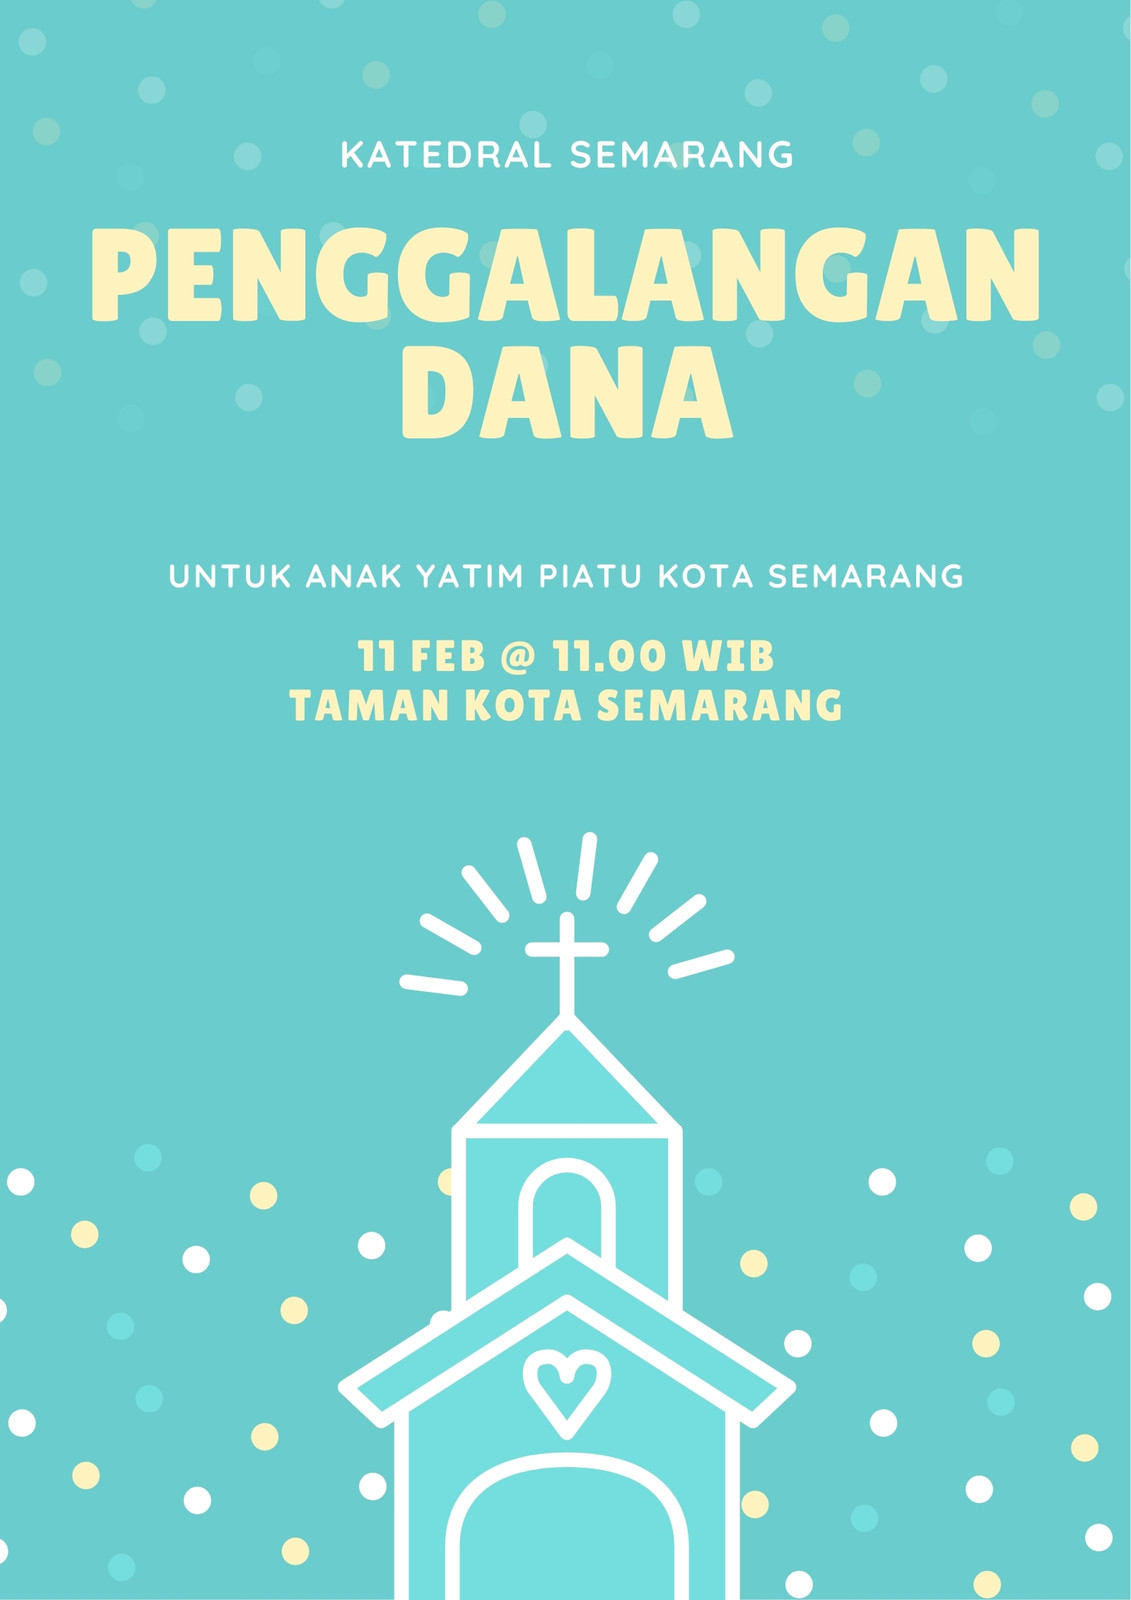 KATEDRAL SEMARANG
PENGGALANGAN
DANA
UNTUK ANAK YATIM PIATU KOTA SEMARANG
11 FEB @ 11.00 WIB
TAMAN KOTA SEMARANG